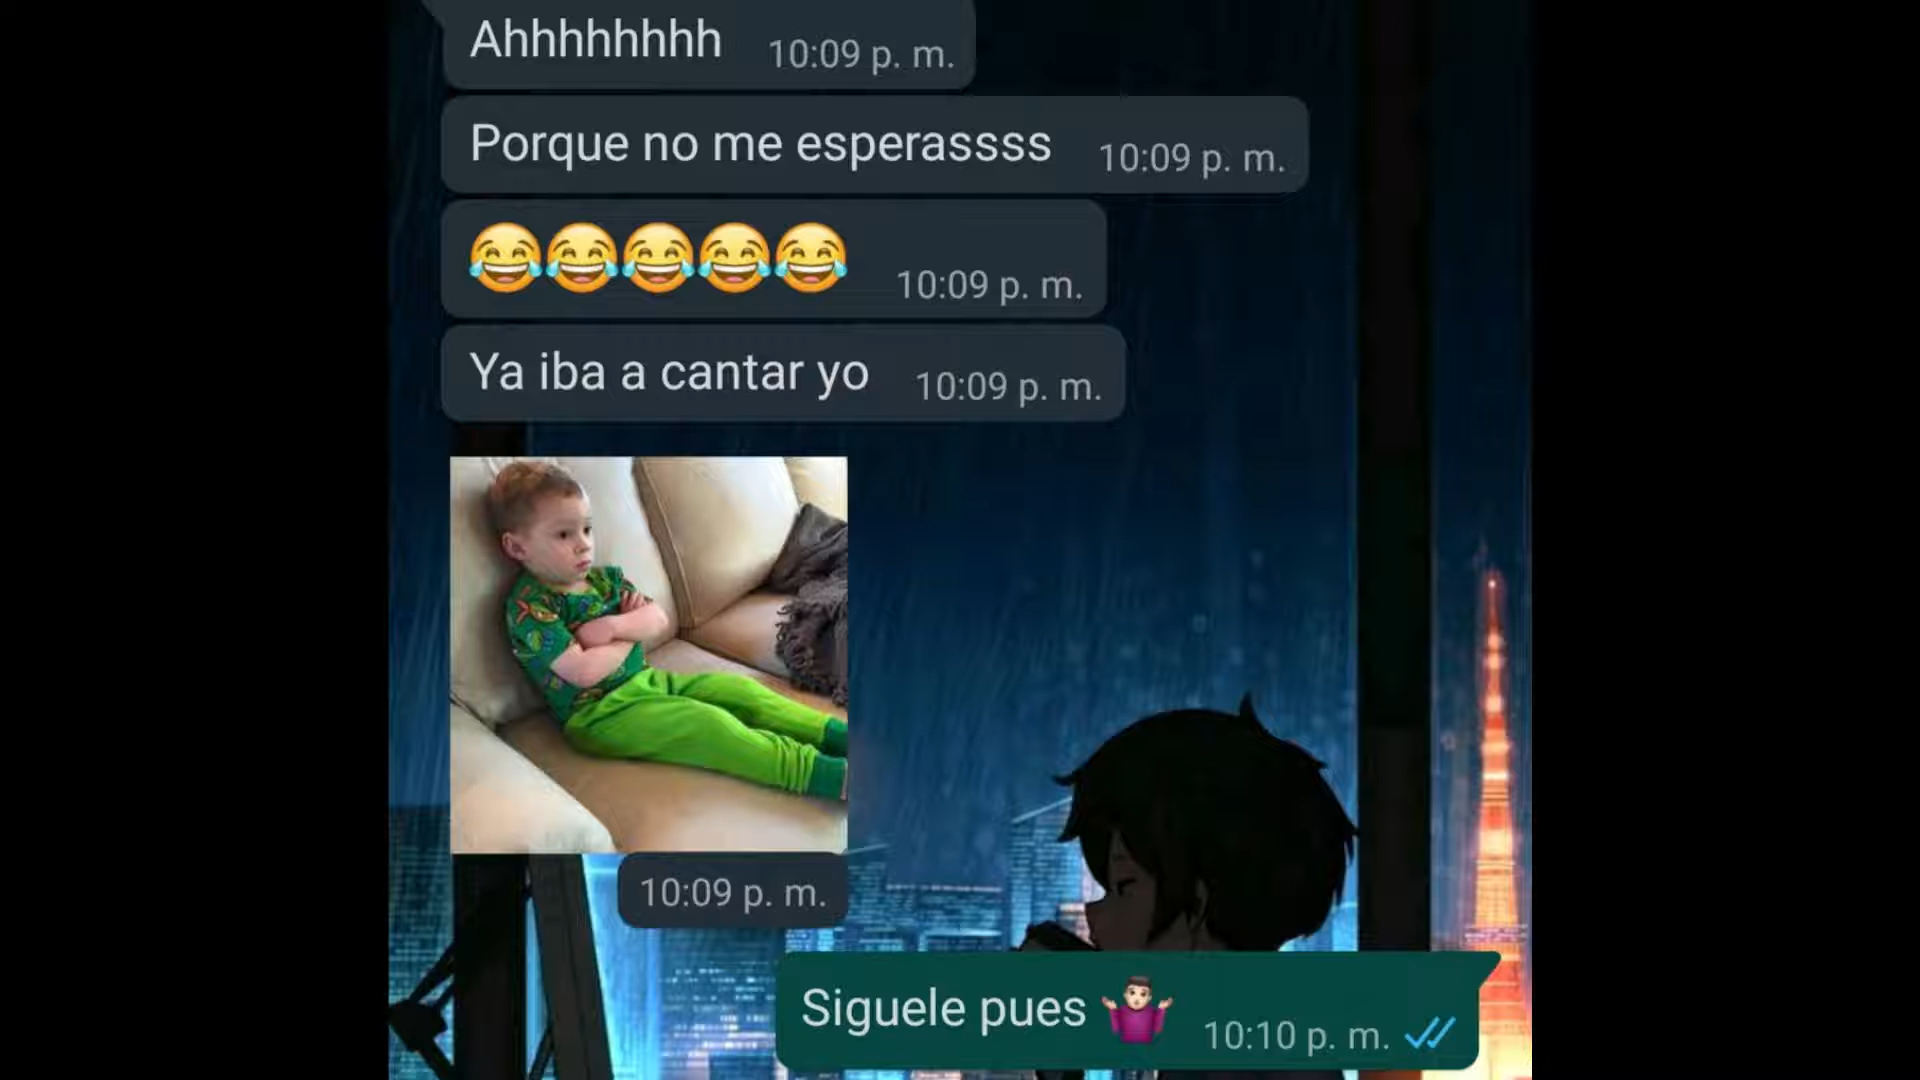 Ahhhhhhhh 10:09 p. m.
Porque no me esperassss 10:09 p. m.
😂😂😂😂😂 10:09 p. m.
Ya iba a cantar yo 10:09 p. m.
10:09 p. m.
Siguele pues 🤷🏻‍♂️ 10:10 p. m.